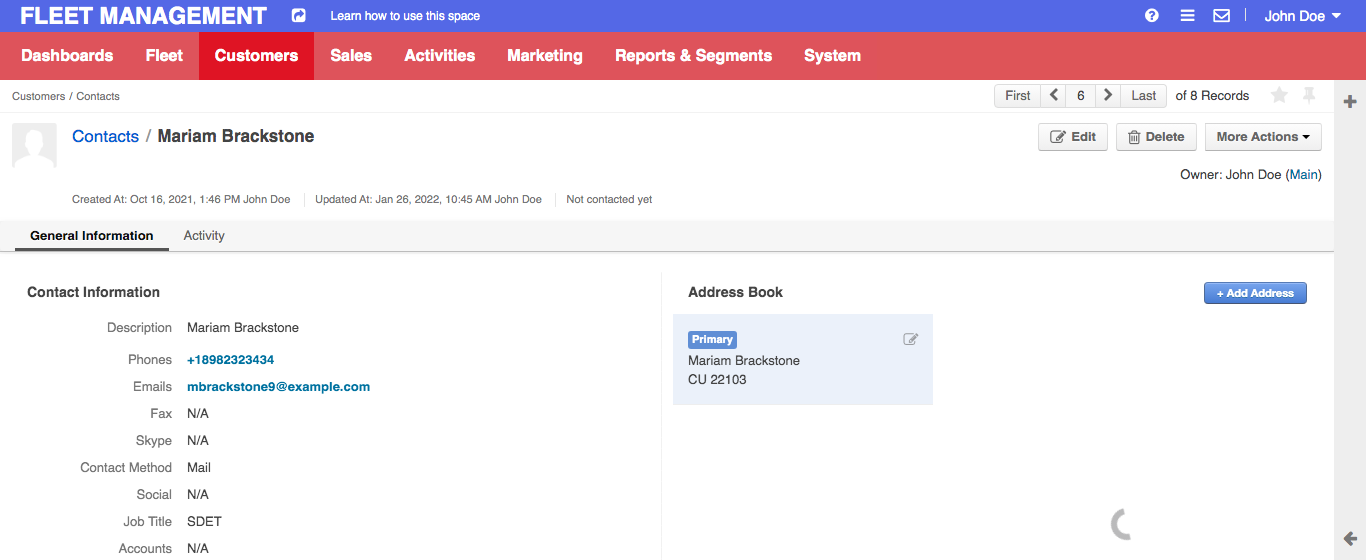 FLEET MANAGEMENT Learn how to use this space John Doe
Dashboards Fleet Customers Sales Activities Marketing Reports & Segments System
Customers / Contacts First 6 Last of 8 Records
Contacts / Mariam Brackstone Edit Delete More Actions
Owner: John Doe (Main)
Created At: Oct 16, 2021, 1:46 PM John Doe Updated At: Jan 26, 2022, 10:45 AM John Doe Not contacted yet
General Information Activity
Contact Information
Description Mariam Brackstone
Phones +18982323434
Emails mbrackstone9@example.com
Fax N/A
Skype N/A
Contact Method Mail
Social N/A
Job Title SDET
Accounts N/A
Address Book + Add Address
Primary
Mariam Brackstone
CU 22103